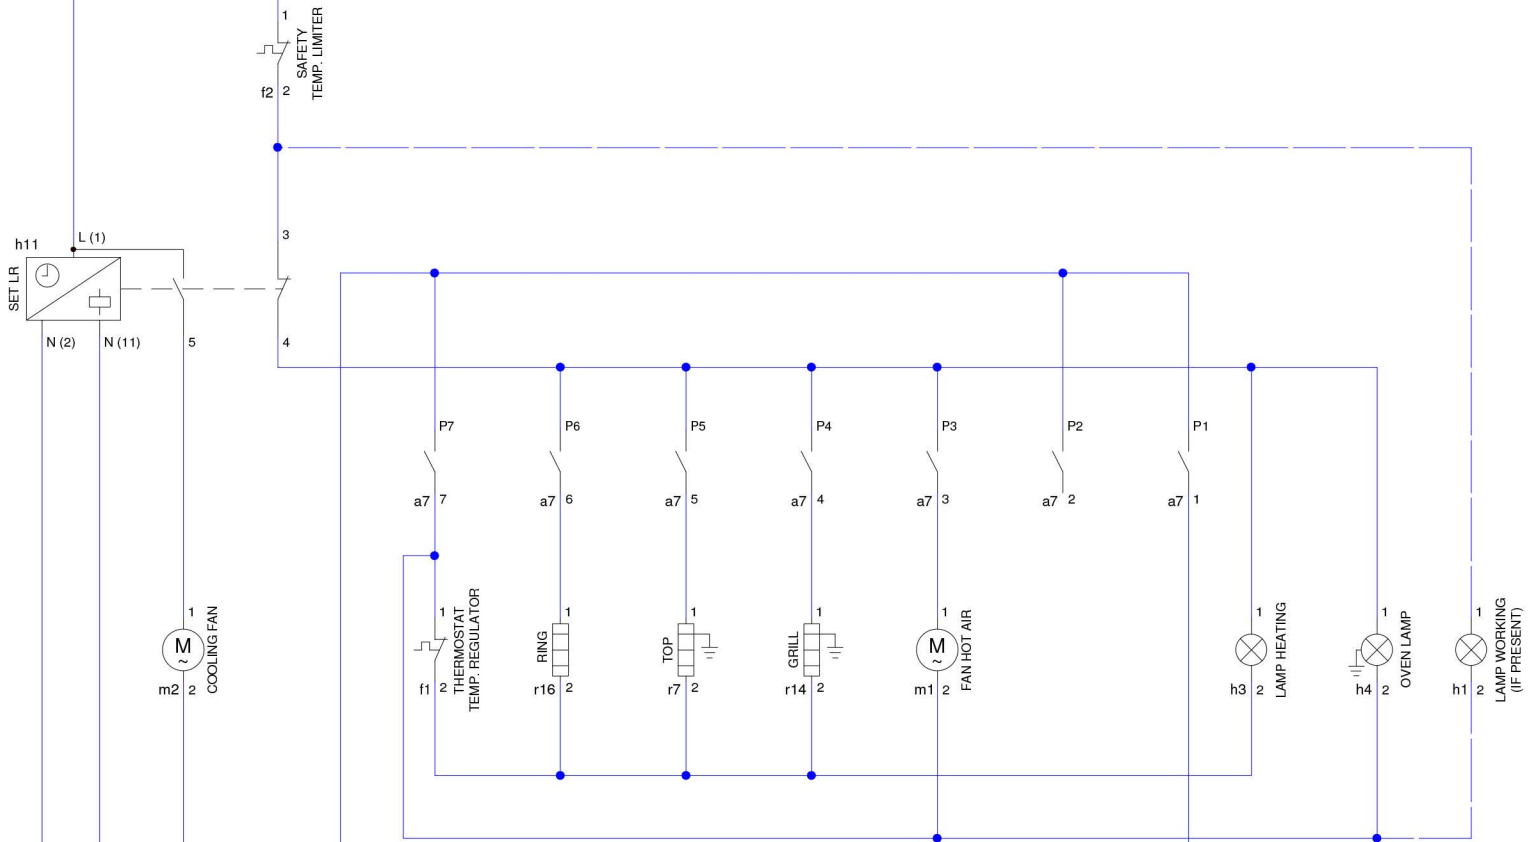 1
SAFETY
TEMP. LIMITER
f2 2
3
h11
L (1)
SET LR
N (2)
N (11)
5
4
P7
P6
P5
P4
P3
P2
P1
a7 7
a7 6
a7 5
a7 4
a7 3
a7 2
a7 1
1
M
~
COOLING FAN
m2 2
1
THERMOSTAT
TEMP. REGULATOR
f1 2
1
RING
r16 2
1
TOP
r7 2
1
GRILL
r14 2
1
M
~
FAN HOT AIR
m1 2
1
LAMP HEATING
h3 2
1
OVEN LAMP
h4 2
1
LAMP WORKING
(IF PRESENT)
h1 2